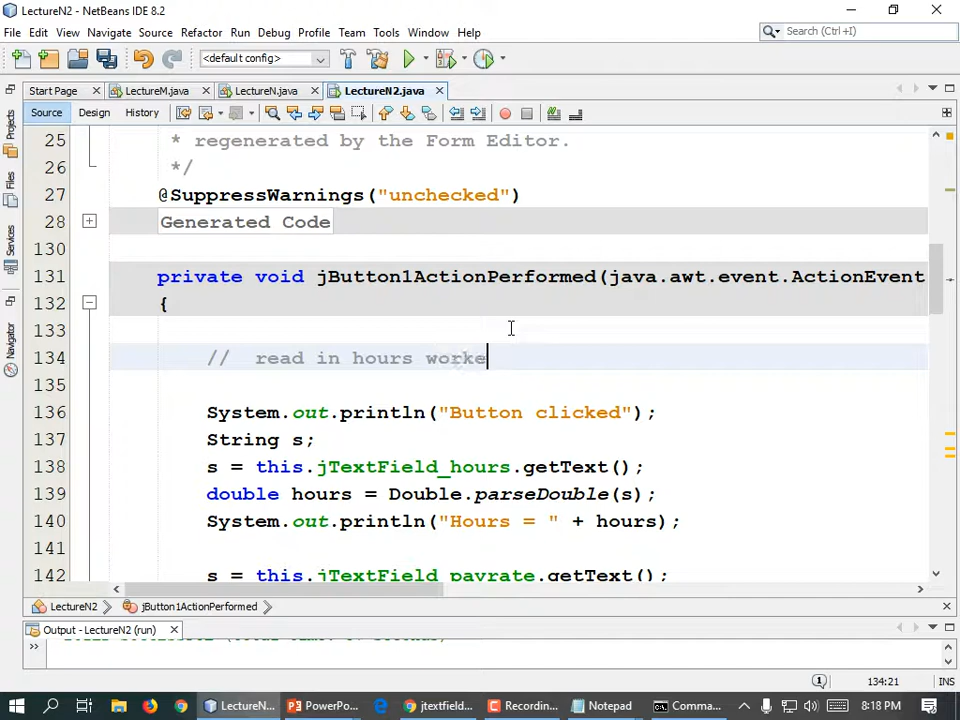 LectureN2 - NetBeans IDE 8.2
File Edit View Navigate Source Refactor Run Debug Profile Team Tools Window Help
Search (Ctrl+I)
<default config>
Start Page LectureM.java LectureN.java LectureN2.java
Source Design History
25 * regenerated by the Form Editor.
26 */
27 @SuppressWarnings("unchecked")
28 Generated Code
130
131 private void jButton1ActionPerformed(java.awt.event.ActionEvent
132 {
133
134 // read in hours worke
136 System.out.println("Button clicked");
137 String s;
138 s = this.jTextField_hours.getText();
139 double hours = Double.parseDouble(s);
140 System.out.println("Hours = " + hours);
141
142 s = this.jTextField_payrate.getText();
Projects
Files
Services
Navigator
LectureN2 jButton1ActionPerformed
Output - LectureN2 (run)
134:21 INS
LectureN... PowerPo... jtextfield... Recordin... Notepad Comma... 8:18 PM